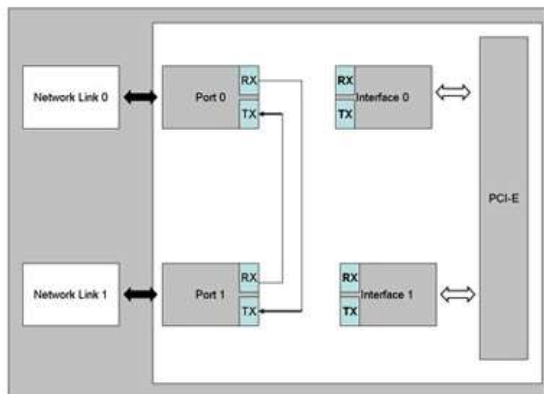 RX
RX
Network Link 0
Port 0
Interface 0
TX
TX
PCI-E
RX
RX
Network Link 1
Port 1
Interface 1
TX
TX